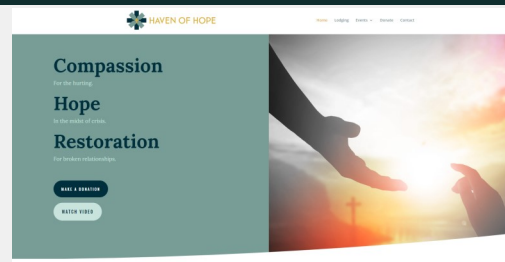 HAVEN OF HOPE
Home Lodging Events Donate Contact
Compassion
For the hurting.
Hope
In the midst of crisis.
Restoration
For broken relationships.
MAKE A DONATION
WATCH VIDEO